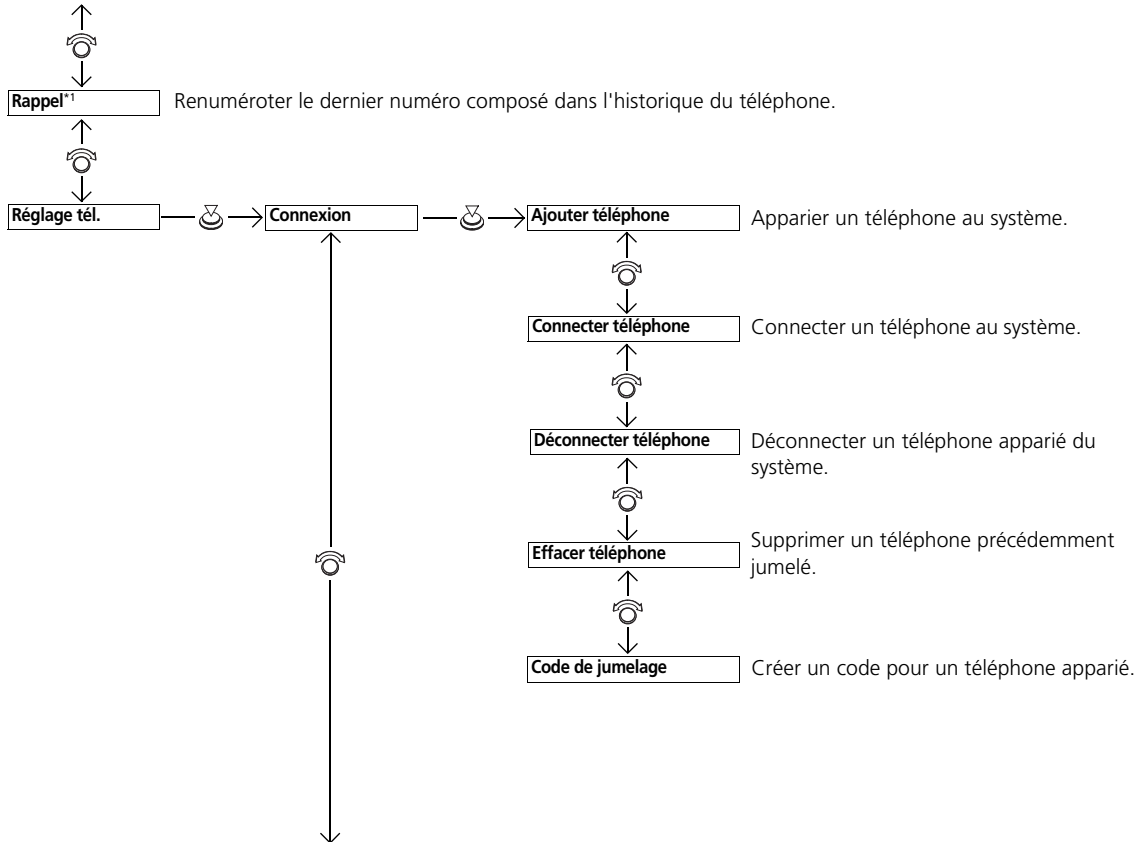 Rappel*1 Renuméroter le dernier numéro composé dans l'historique du téléphone.
Réglage tél. Connexion Ajouter téléphone Apparier un téléphone au système.
Connecter téléphone Connecter un téléphone au système.
Déconnecter téléphone Déconnecter un téléphone apparié du
système.
Effacer téléphone Supprimer un téléphone précédemment
jumelé.
Code de jumelage Créer un code pour un téléphone apparié.